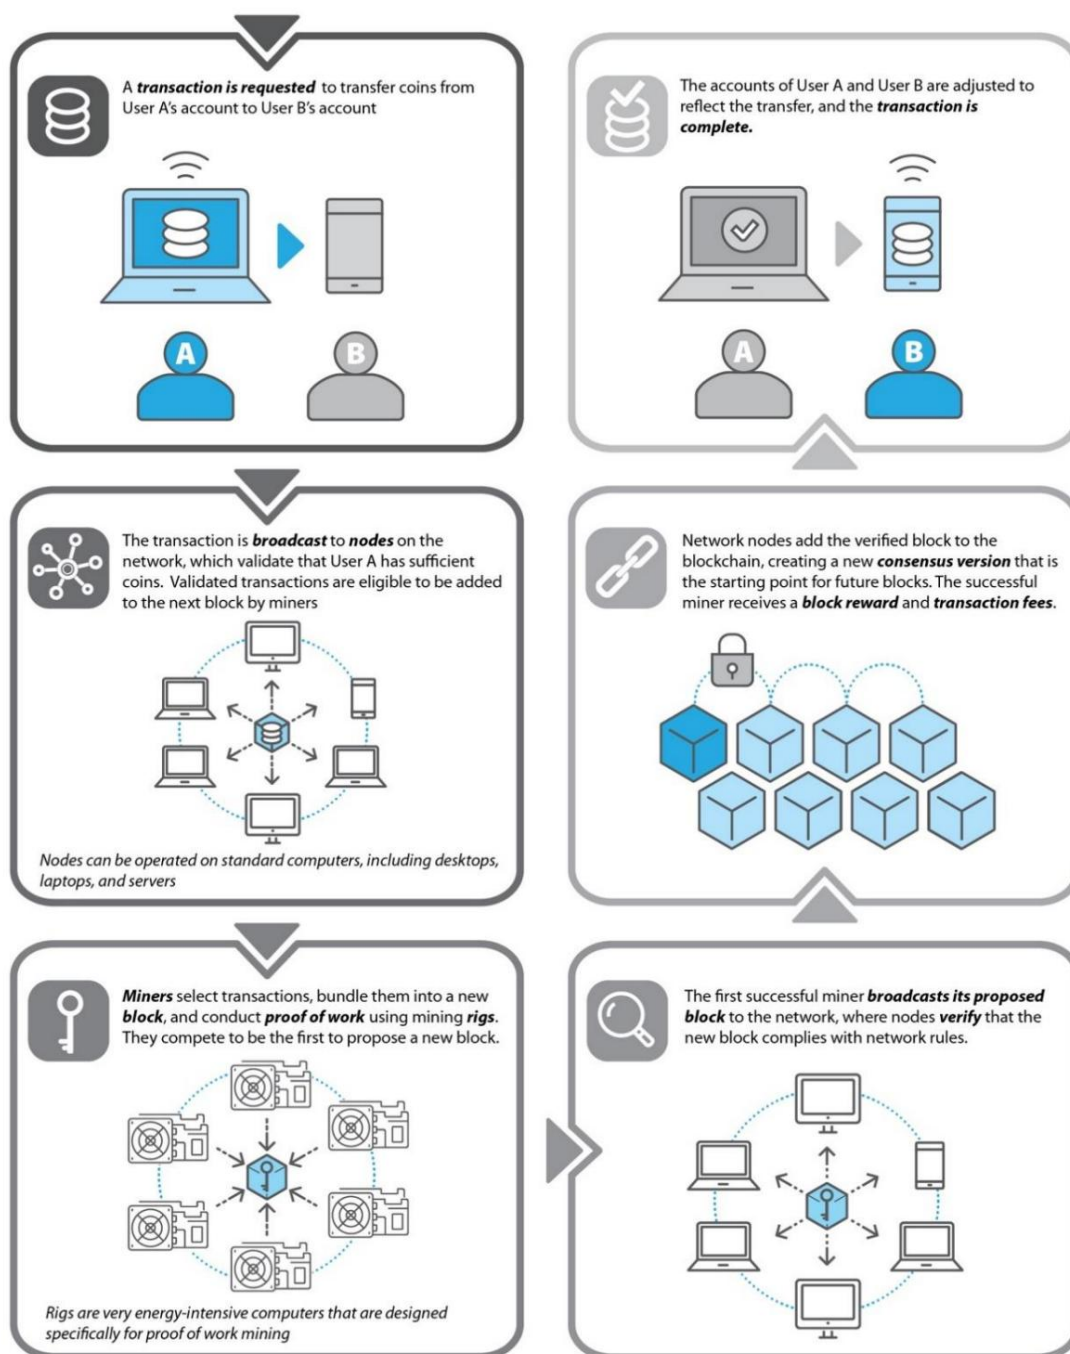 A transaction is requested to transfer coins from
User A's account to User B's account
A
B
The transaction is broadcast to nodes on the
network, which validate that User A has sufficient
coins. Validated transactions are eligible to be added
to the next block by miners
Nodes can be operated on standard computers, including desktops,
laptops, and servers
Miners select transactions, bundle them into a new
block, and conduct proof of work using mining rigs.
They compete to be the first to propose a new block.
Rigs are very energy-intensive computers that are designed
specifically for proof of work mining
The first successful miner broadcasts its proposed
block to the network, where nodes verify that the
new block complies with network rules.
Network nodes add the verified block to the
blockchain, creating a new consensus version that is
the starting point for future blocks. The successful
miner receives a block reward and transaction fees.
The accounts of User A and User B are adjusted to
reflect the transfer, and the transaction is
complete.
A
B